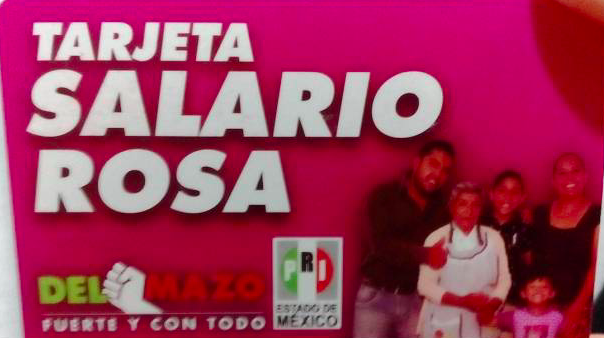 TARJETA
SALARIO
ROSA
DEL MAZO
FUERTE Y CON TODO
PRI
ESTADO DE
MÉXICO